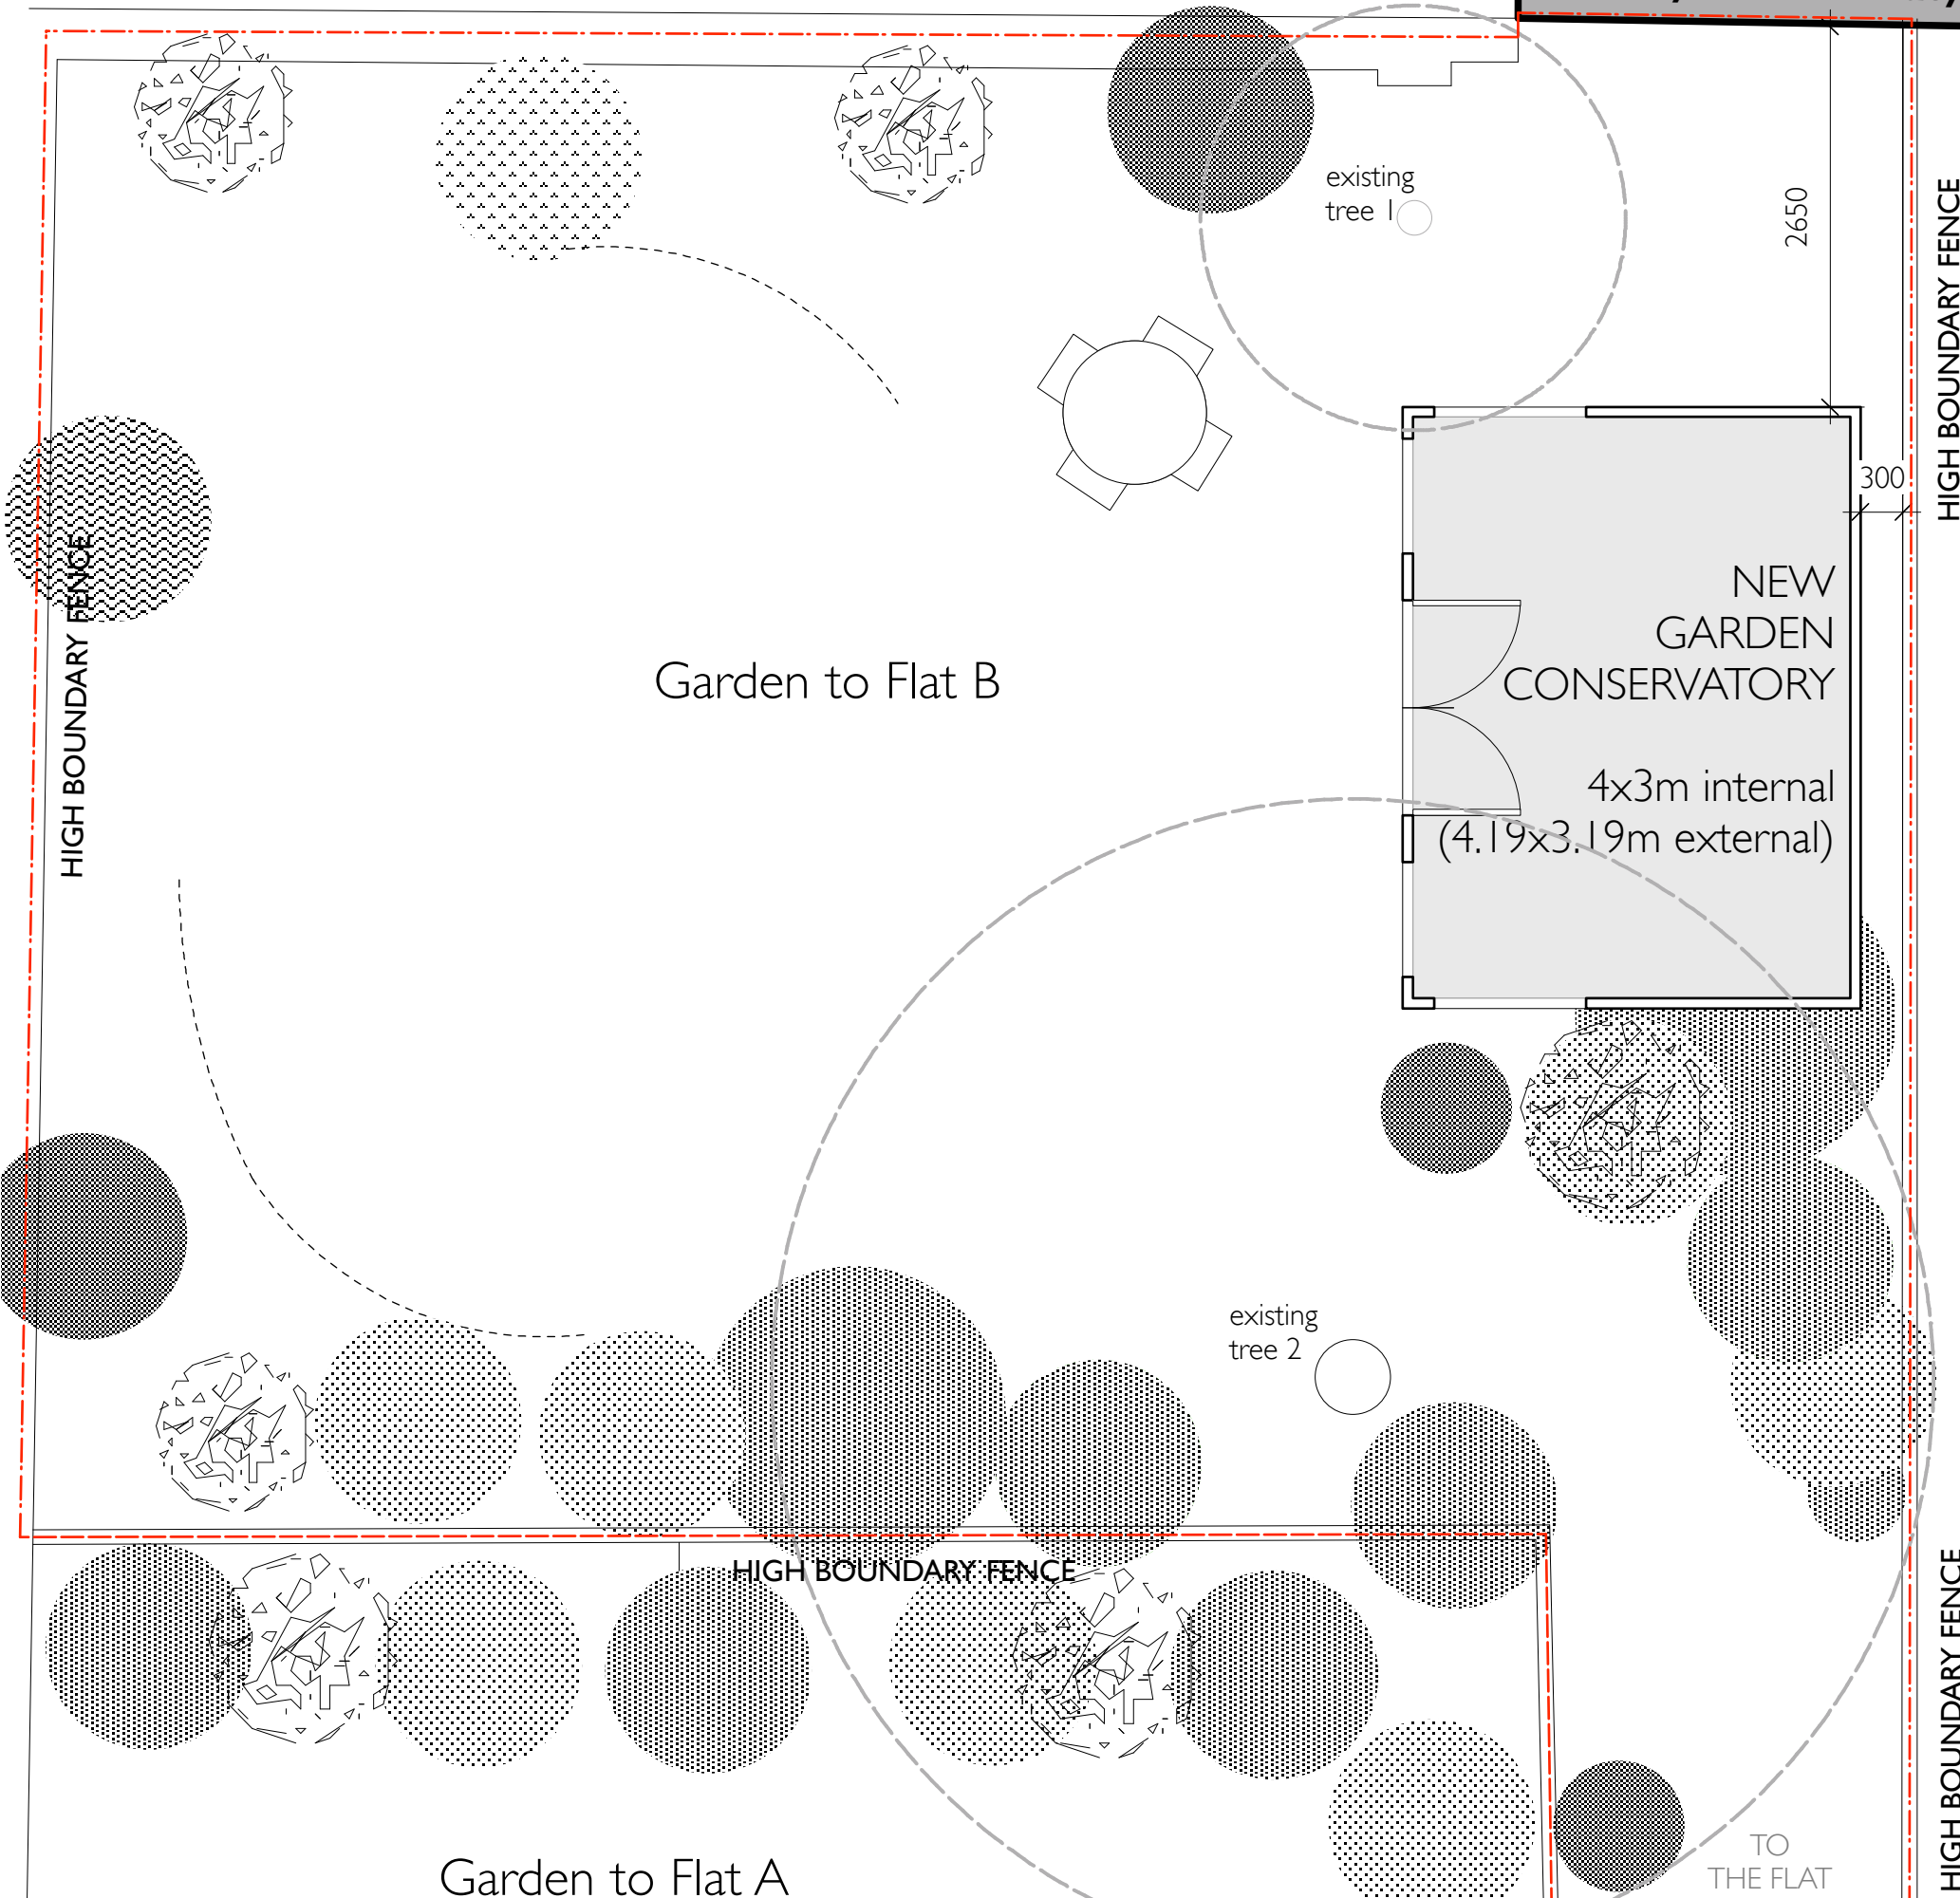 existing
tree 1
2650
HIGH BOUNDARY FENCE
300
HIGH BOUNDARY FENCE
NEW
GARDEN
CONSERVATORY
Garden to Flat B
4x3m internal
(4.19x3.19m external)
existing
tree 2
HIGH BOUNDARY FENCE
HIGH BOUNDARY FENCE
Garden to Flat A
TO
THE FLAT